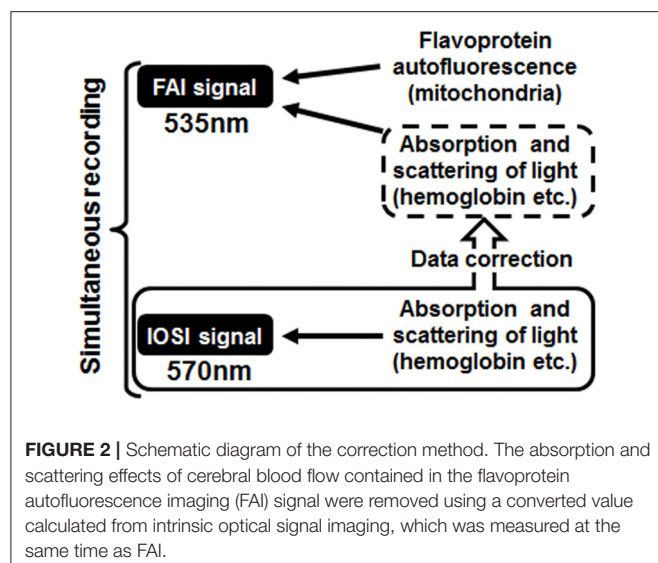 Simultaneous recording
FAI signal
535nm
Flavoprotein
autofluorescence
(mitochondria)
Absorption and
scattering of light
(hemoglobin etc.)
Data correction
IOSI signal
570nm
Absorption and
scattering of light
(hemoglobin etc.)
FIGURE 2 | Schematic diagram of the correction method. The absorption and
scattering effects of cerebral blood flow contained in the flavoprotein
autofluorescence imaging (FAI) signal were removed using a converted value
calculated from intrinsic optical signal imaging, which was measured at the
same time as FAI.